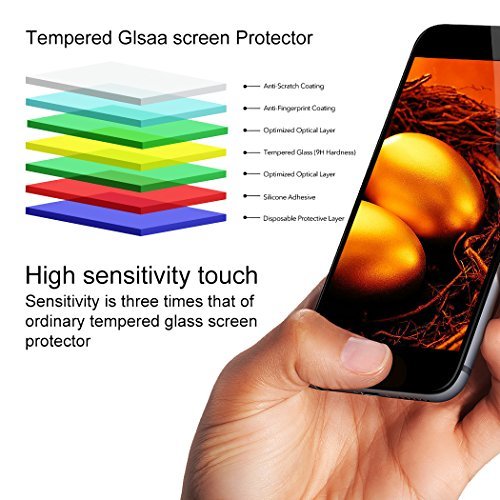 Tempered Glsaa screen Protector
Anti-Scratch Coating
Anti-Fingerprint Coating
Optimized Optical Layer
Tempered Glass (9H Hardness)
Optimized Optical Layer
Silicone Adhesive
Disposable Protective Layer
High sensitivity touch
Sensitivity is three times that of
ordinary tempered glass screen
protector